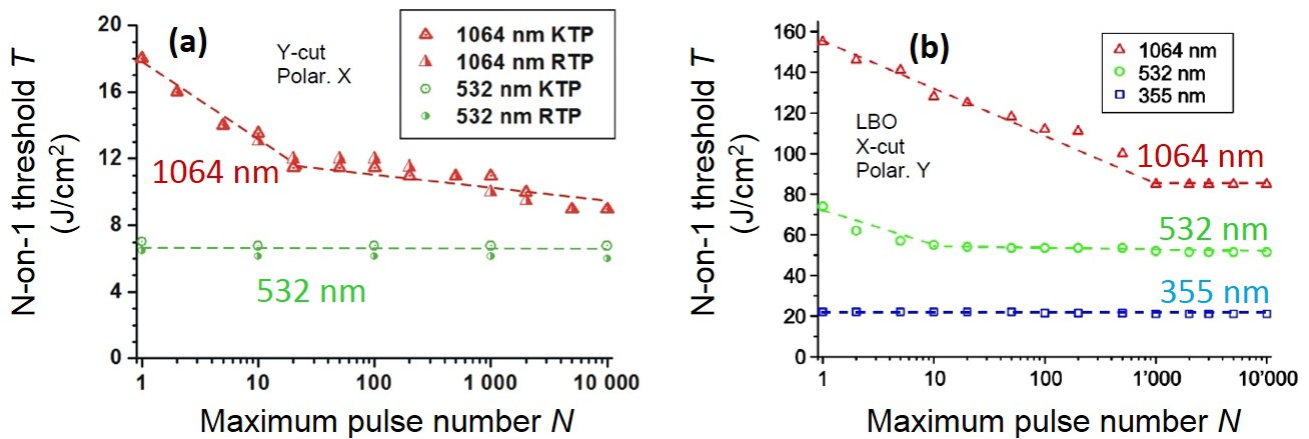 (a)
Y-cut
Polar. X
1064 nm KTP
1064 nm RTP
532 nm KTP
532 nm RTP
1064 nm
532 nm
20
16
12
8
4
0
1
10
100
1 000
10 000
N-on-1 threshold T
(J/cm2)
Maximum pulse number N
(b)
1064 nm
532 nm
355 nm
LBO
X-cut
Polar. Y
1064 nm
532 nm
355 nm
160
140
120
100
80
60
40
20
0
1
10
100
1'000
10'000
N-on-1 threshold T
(J/cm2)
Maximum pulse number N